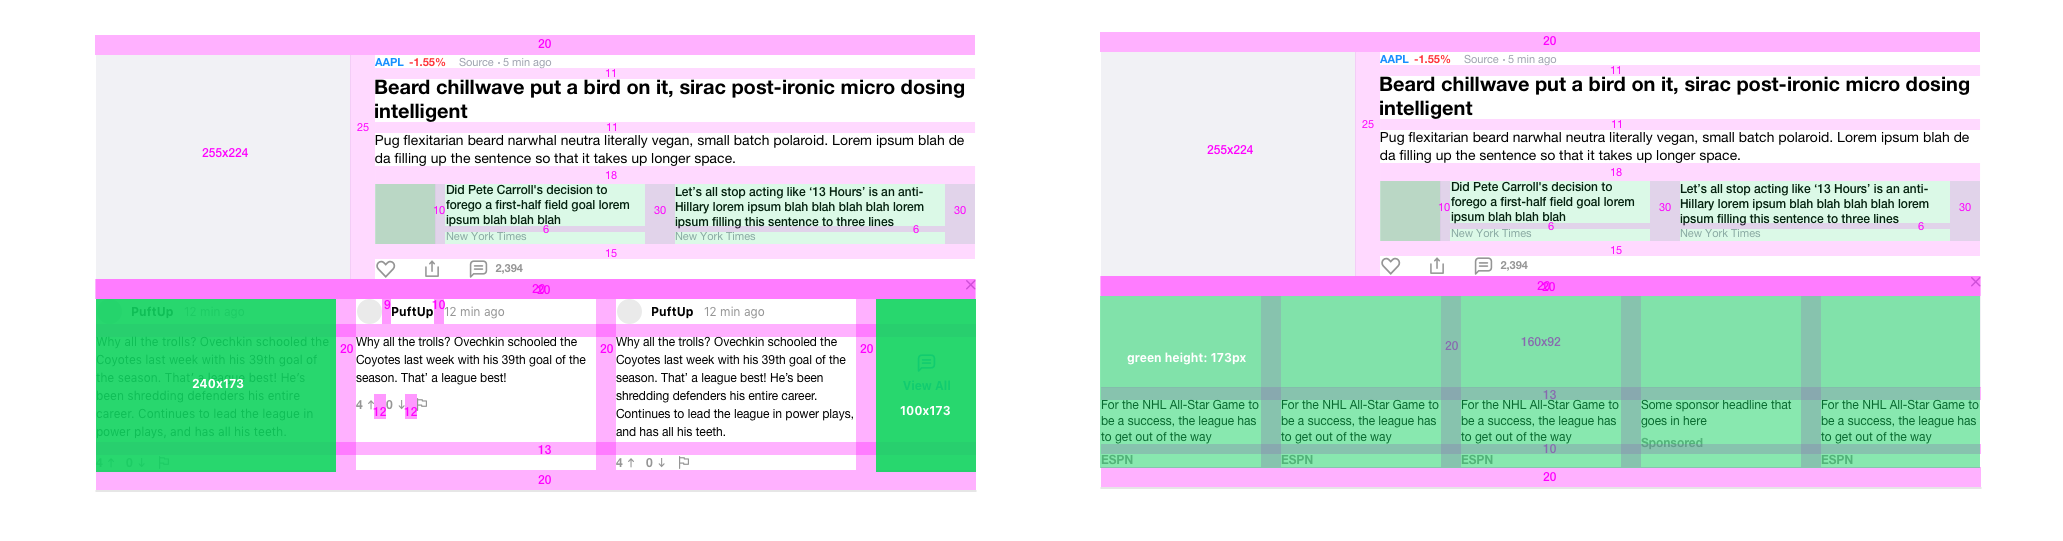 20
AAPL -1.55% Source · 5 min ago
11
Beard chillwave put a bird on it, sirac post-ironic micro dosing
intelligent
25
11
255x224
Pug flexitarian beard narwhal neutra literally vegan, small batch polaroid. Lorem ipsum blah de
da filling up the sentence so that it takes up longer space.
18
Did Pete Carroll's decision to
forego a first-half field goal lorem
ipsum blah blah blah
10
New York Times
6
30
Let's all stop acting like ‘13 Hours’ is an anti-
Hillary lorem ipsum blah blah blah blah lorem
ipsum filling this sentence to three lines
New York Times
6
30
15
2,394
20
20
PuftUp 12 min ago
Why all the trolls? Ovechkin schooled the
Coyotes last week with his 39th goal of
the season. That’ a league best! He's
been shredding defenders his entire
career. Continues to lead the league in
power plays, and has all his teeth.
4 0
240x173
20
9
10
PuftUp 12 min ago
Why all the trolls? Ovechkin schooled the
Coyotes last week with his 39th goal of the
season. That’ a league best!
4 0
12 12
20
PuftUp 12 min ago
Why all the trolls? Ovechkin schooled the
Coyotes last week with his 39th goal of the
season. That’ a league best! He's been
shredding defenders his entire career.
Continues to lead the league in power plays,
and has all his teeth.
4 0
20
View All
100x173
13
20
20
AAPL -1.55% Source · 5 min ago
11
Beard chillwave put a bird on it, sirac post-ironic micro dosing
intelligent
25
11
255x224
Pug flexitarian beard narwhal neutra literally vegan, small batch polaroid. Lorem ipsum blah de
da filling up the sentence so that it takes up longer space.
18
Did Pete Carroll's decision to
forego a first-half field goal lorem
ipsum blah blah blah
10
New York Times
6
30
Let's all stop acting like ‘13 Hours’ is an anti-
Hillary lorem ipsum blah blah blah blah lorem
ipsum filling this sentence to three lines
New York Times
6
30
15
2,394
20
20
green height: 173px
20
160x92
13
For the NHL All-Star Game to
be a success, the league has
to get out of the way
ESPN
For the NHL All-Star Game to
be a success, the league has
to get out of the way
ESPN
For the NHL All-Star Game to
be a success, the league has
to get out of the way
ESPN
Some sponsor headline that
goes in here
Sponsored
For the NHL All-Star Game to
be a success, the league has
to get out of the way
ESPN
10
20